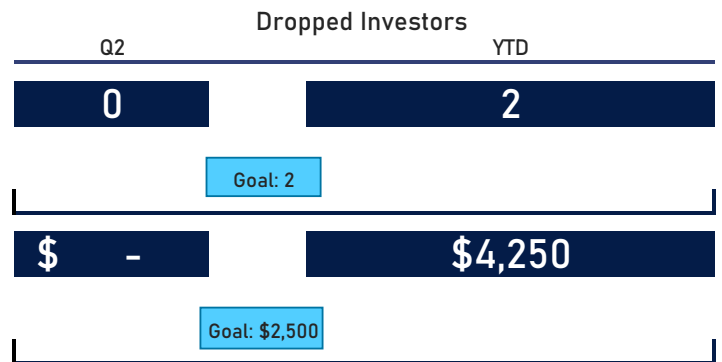 Dropped Investors
Q2 YTD
0 2
Goal: 2
$ - $4,250
Goal: $2,500